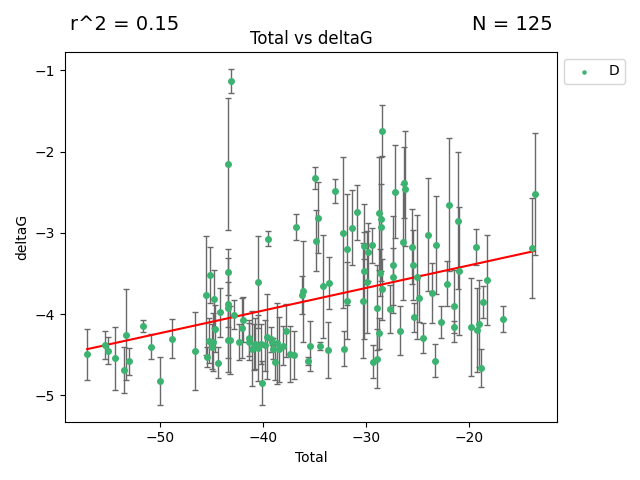 r^2 = 0.15
N = 125
Total vs deltaG
D
−1
−2
−3
−4
−5
deltaG
−50
−40
−30
−20
Total